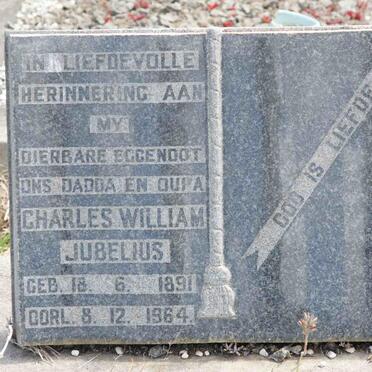 IN LIEFDEVOLLE
HERINNERING AAN
MY
DIERBARE EGGENOOT
ONS DADDA EN OUPA
CHARLES WILLIAM
JUBELIUS
GEB. 18. 6. 1891
OORL. 8. 12. 1964.
GOD IS LIEFDE